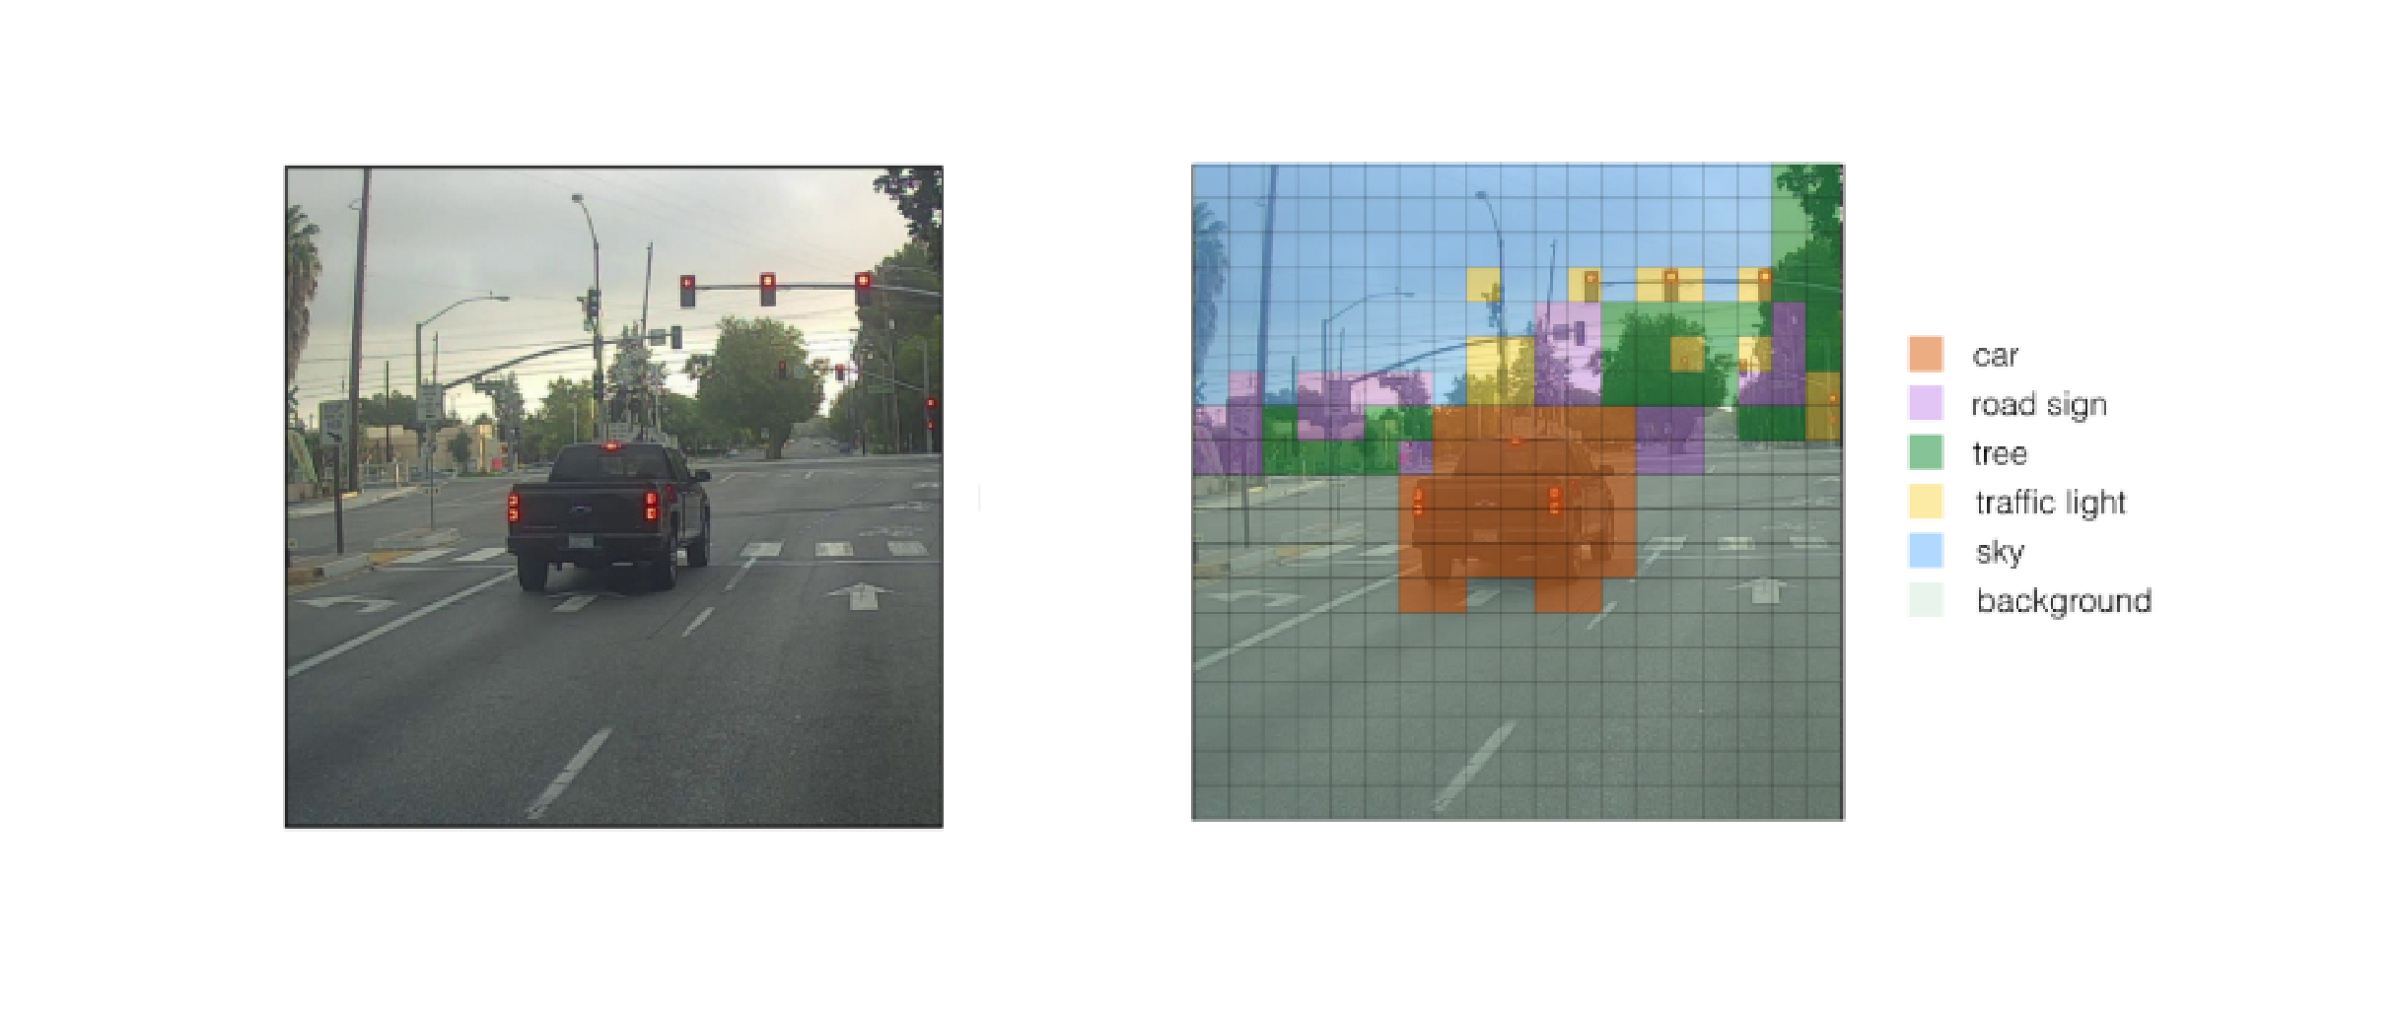 car
road sign
tree
traffic light
sky
background